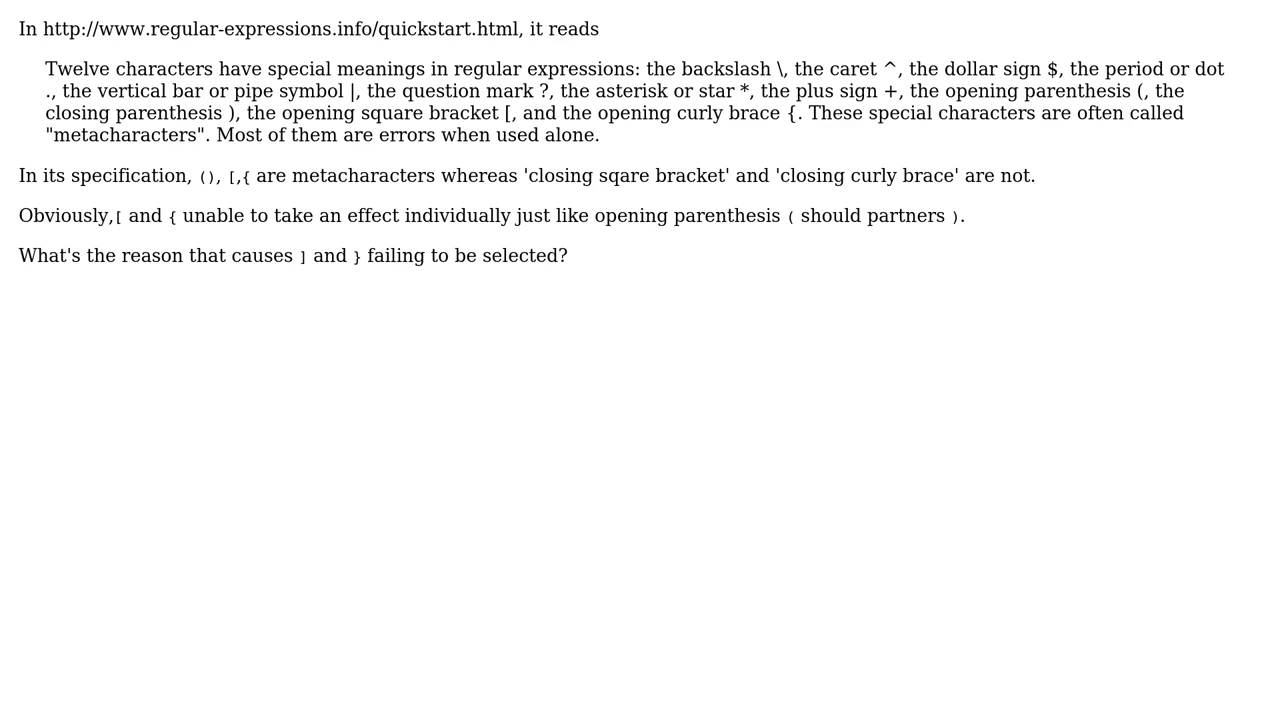 In http://www.regular-expressions.info/quickstart.html, it reads
Twelve characters have special meanings in regular expressions: the backslash \, the caret ^, the dollar sign $, the period or dot
., the vertical bar or pipe symbol |, the question mark ?, the asterisk or star *, the plus sign +, the opening parenthesis (, the
closing parenthesis ), the opening square bracket [, and the opening curly brace {. These special characters are often called
"metacharacters". Most of them are errors when used alone.
In its specification, (), [,{ are metacharacters whereas 'closing sqare bracket' and 'closing curly brace' are not.
Obviously,[ and { unable to take an effect individually just like opening parenthesis ( should partners ).
What's the reason that causes ] and } failing to be selected?